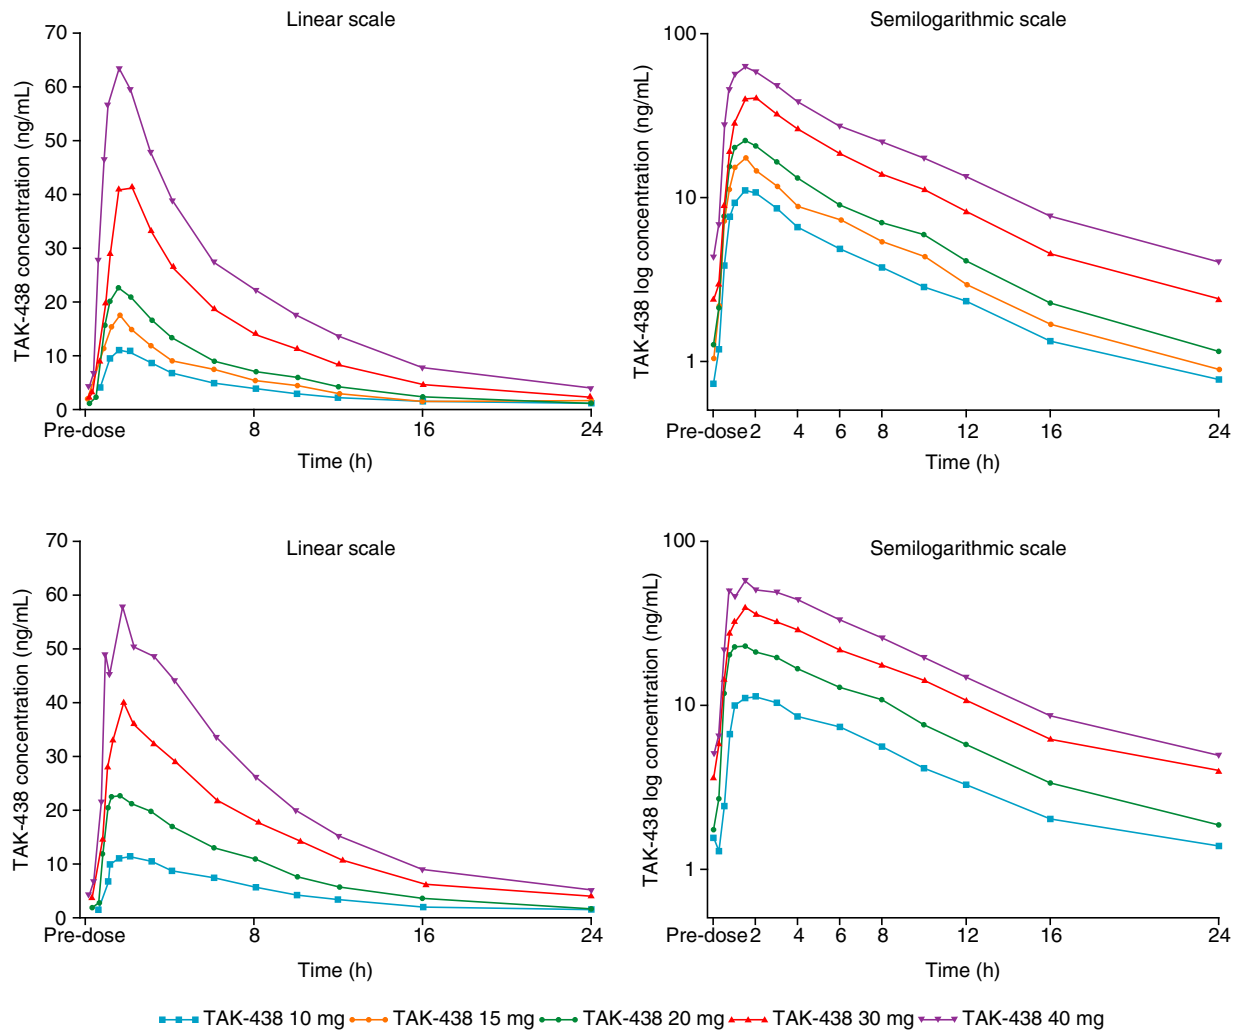 Linear scale
70
60
50
40
30
20
10
0
TAK-438 concentration (ng/mL)
Pre-dose 8 16 24
Time (h)
Semilogarithmic scale
100
10
1
TAK-438 log concentration (ng/mL)
Pre-dose 2 4 6 8 12 16 24
Time (h)
Linear scale
70
60
50
40
30
20
10
0
TAK-438 concentration (ng/mL)
Pre-dose 8 16 24
Time (h)
Semilogarithmic scale
100
10
1
TAK-438 log concentration (ng/mL)
Pre-dose 2 4 6 8 12 16 24
Time (h)
TAK-438 10 mg TAK-438 15 mg TAK-438 20 mg TAK-438 30 mg TAK-438 40 mg